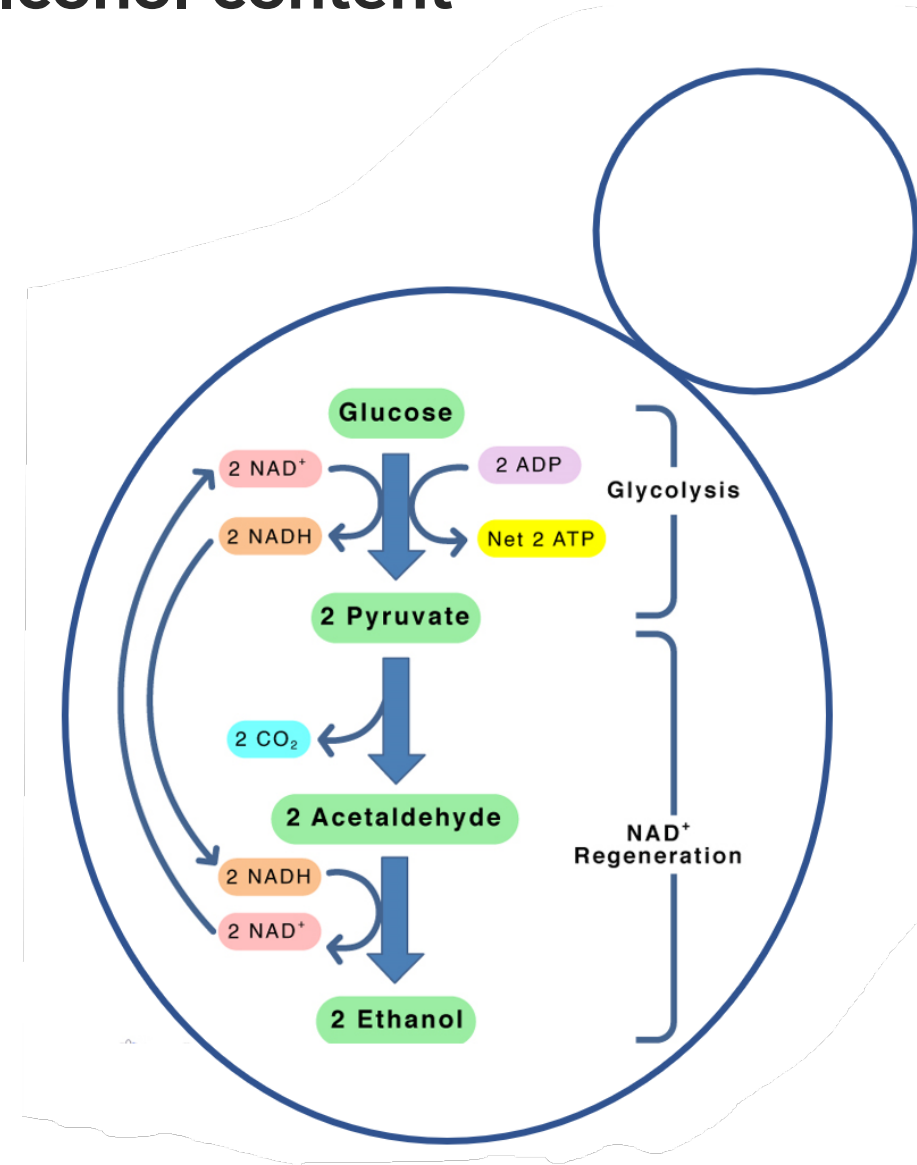 content
Glucose
2 NAD⁺
2 ADP
Glycolysis
2 NADH
Net 2 ATP
2 Pyruvate
2 CO₂
2 Acetaldehyde
NAD⁺
Regeneration
2 NADH
2 NAD⁺
2 Ethanol